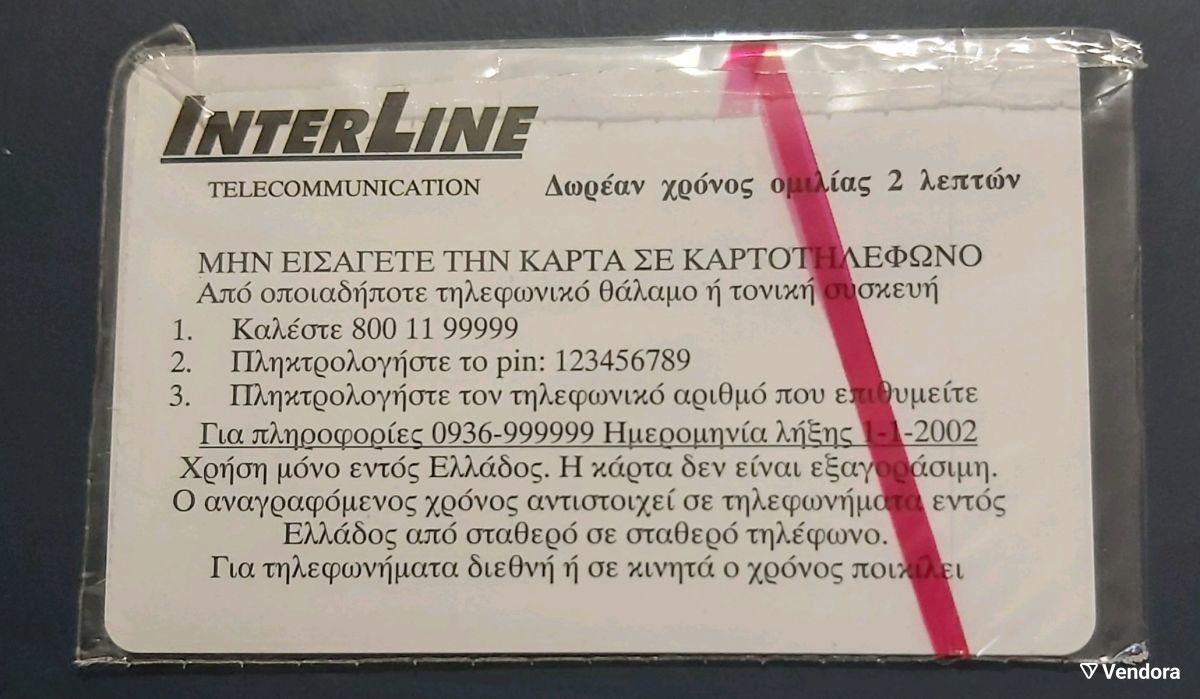 INTERLINE
TELECOMMUNICATION Δωρέαν χρόνος ομιλίας 2 λεπτών
ΜΗΝ ΕΙΣΑΓΕΤΕ ΤΗΝ ΚΑΡΤΑ ΣΕ ΚΑΡΤΟΤΗΛΕΦΩΝΟ
Από οποιαδήποτε τηλεφωνικό θάλαμο ή τονική συσκευή
1. Καλέστε 800 11 99999
2. Πληκτρολογήστε το pin: 123456789
3. Πληκτρολογήστε τον τηλεφωνικό αριθμό που επιθυμείτε
Για πληροφορίες 0936-999999 Ημερομηνία λήξης 1-1-2002
Χρήση μόνο εντός Ελλάδος. Η κάρτα δεν είναι εξαγοράσιμη.
Ο αναγραφόμενος χρόνος αντιστοιχεί σε τηλεφωνήματα εντός
Ελλάδος από σταθερό σε σταθερό τηλέφωνο.
Για τηλεφωνήματα διεθνή ή σε κινητά ο χρόνος ποικίλει
Vendora